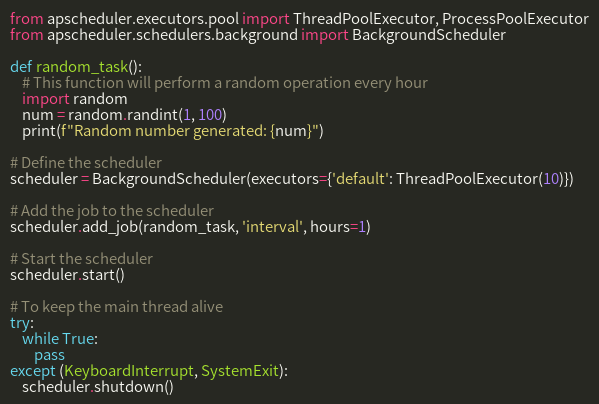 from apscheduler.executors.pool import ThreadPoolExecutor, ProcessPoolExecutor
from apscheduler.schedulers.background import BackgroundScheduler

def random_task():
    # This function will perform a random operation every hour
    import random
    num = random.randint(1, 100)
    print(f"Random number generated: {num}")

# Define the scheduler
scheduler = BackgroundScheduler(executors={'default': ThreadPoolExecutor(10)})

# Add the job to the scheduler
scheduler.add_job(random_task, 'interval', hours=1)

# Start the scheduler
scheduler.start()

# To keep the main thread alive
try:
    while True:
        pass
except (KeyboardInterrupt, SystemExit):
    scheduler.shutdown()